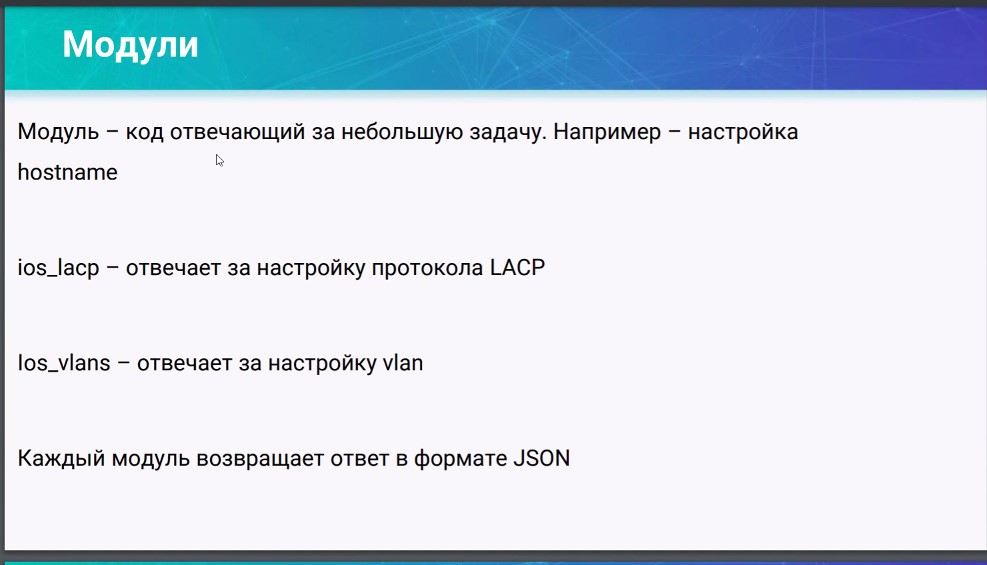 Модули
Модуль – код отвечающий за небольшую задачу. Например – настройка
hostname
ios_lacp – отвечает за настройку протокола LACP
Ios_vlans – отвечает за настройку vlan
Каждый модуль возвращает ответ в формате JSON